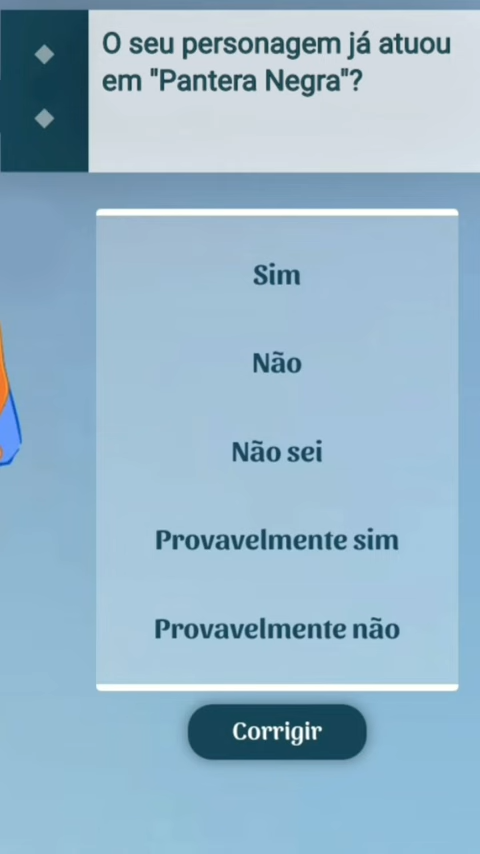 O seu personagem já atuou
em "Pantera Negra"?
Sim
Não
Não sei
Provavelmente sim
Provavelmente não
Corrigir